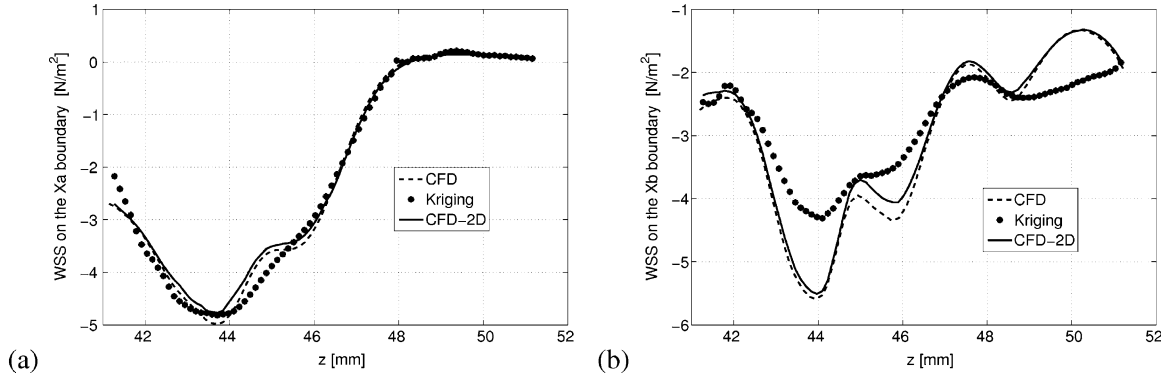 1
0
−1
−2
−3
−4
−5
42
44
46
48
50
52
WSS on the Xa boundary [N/m²]
z [mm]
CFD
Kriging
CFD−2D
(a)
−1
−2
−3
−4
−5
−6
42
44
46
48
50
52
WSS on the Xb boundary [N/m²]
z [mm]
CFD
Kriging
CFD−2D
(b)